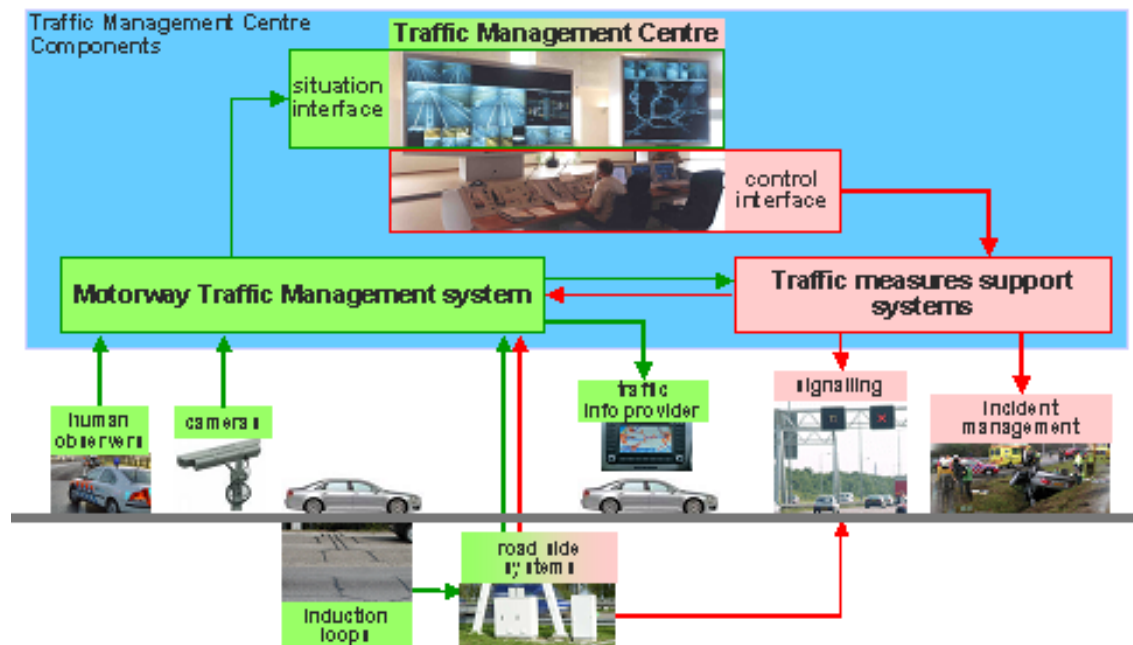 Traffic Management Centre
Components
Traffic Management Centre
situation
interface
control
interface
Motorway Traffic Management system
Traffic measures support
systems
human
observers
cameras
traffic
info provider
signalling
incident
management
road side
systems
induction
loops